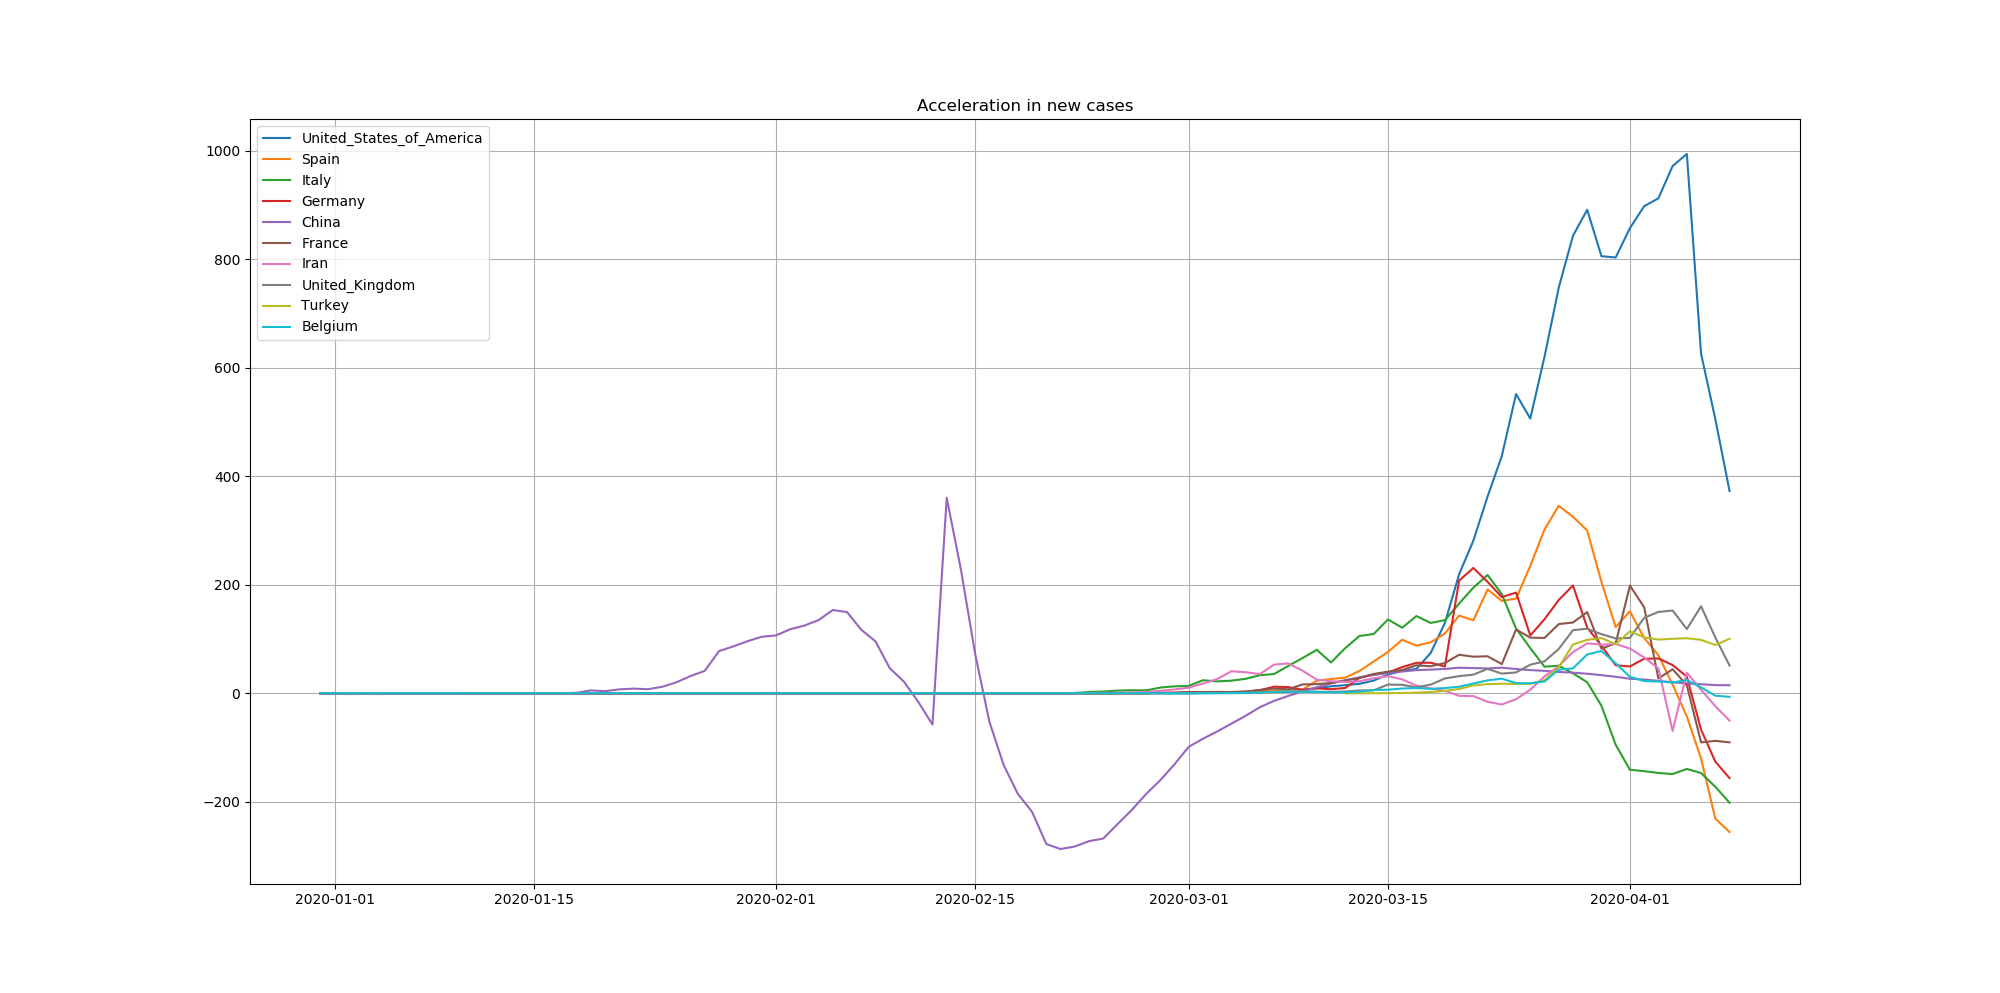 Acceleration in new cases
United_States_of_America
Spain
Italy
Germany
China
France
Iran
United_Kingdom
Turkey
Belgium
1000
800
600
400
200
0
−200
2020-01-01 2020-01-15 2020-02-01 2020-02-15 2020-03-01 2020-03-15 2020-04-01